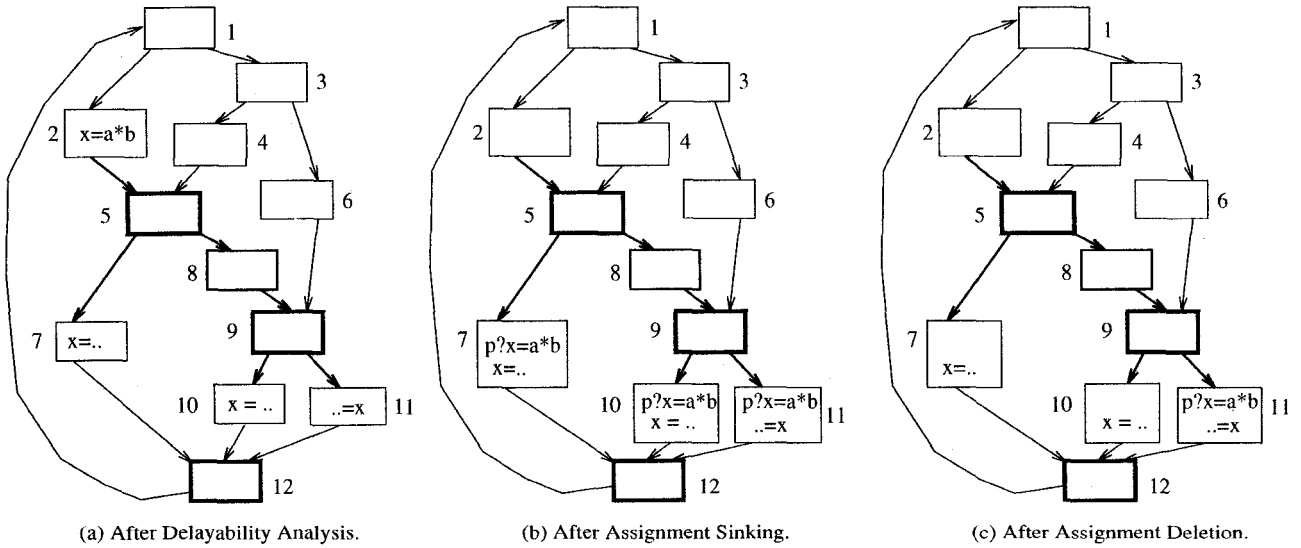 1
3
2
x=a*b
4
5
6
8
7
x=..
9
10
x = ..
..=x
11
12
(a) After Delayability Analysis.
1
3
2
4
5
6
8
7
p?x=a*b
x=..
9
10
p?x=a*b
x = ..
p?x=a*b
..=x
11
12
(b) After Assignment Sinking.
1
3
2
4
5
6
8
7
x=..
9
10
x = ..
p?x=a*b
..=x
11
12
(c) After Assignment Deletion.